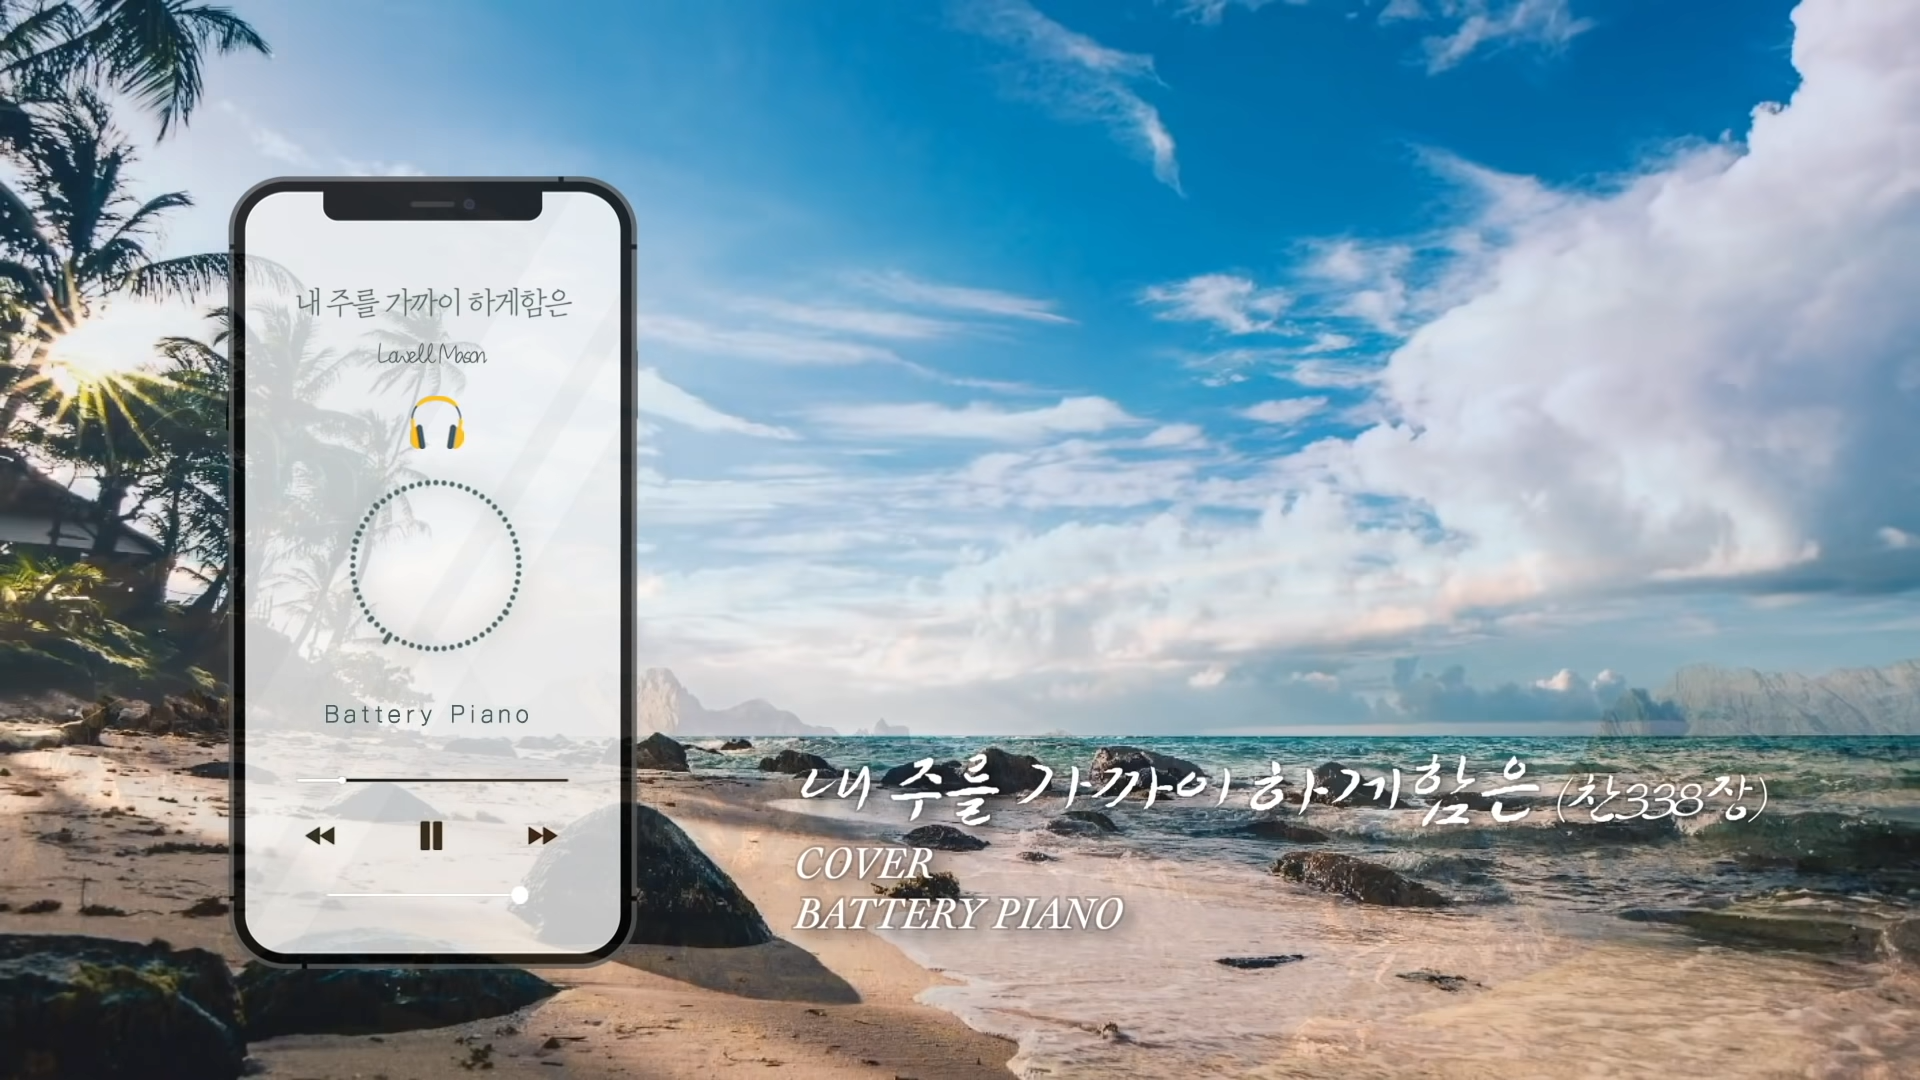 내 주를 가까이 하게함은
Lowell Mason
Battery Piano
내 주를 가까이 하게함은 (찬338장)
COVER
BATTERY PIANO